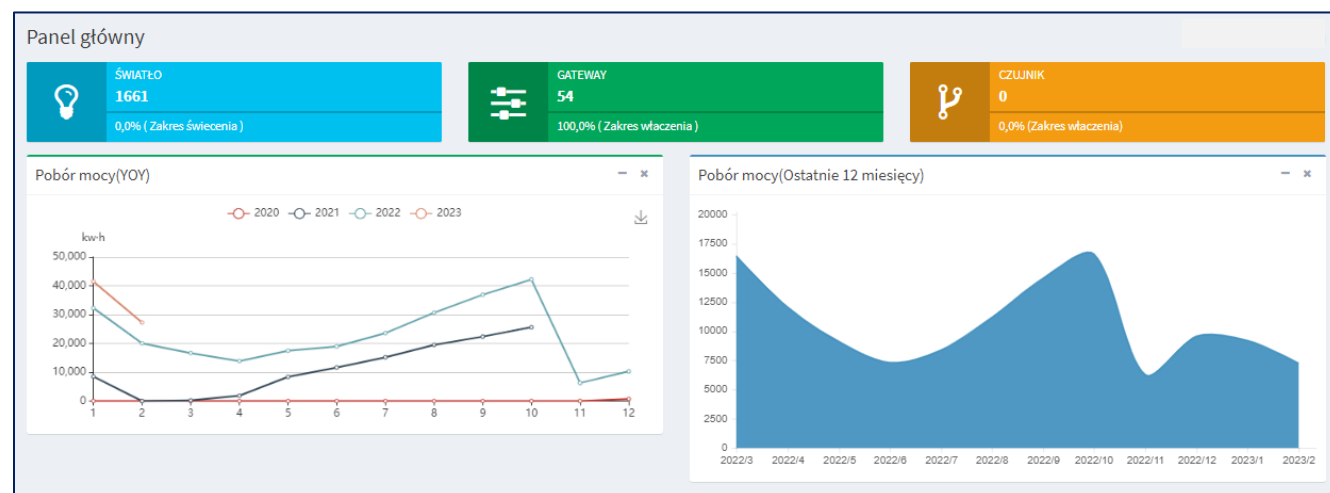 Panel główny
ŚWIATŁO
1661
0,0% ( Zakres świecenia )
GATEWAY
54
100,0% ( Zakres właczenia )
CZUJNIK
0
0,0% (Zakres właczenia)
Pobór mocy(YOY)
2020 2021 2022 2023
kw·h
50,000
40,000
30,000
20,000
10,000
0
1 2 3 4 5 6 7 8 9 10 11 12
Pobór mocy(Ostatnie 12 miesięcy)
20000
17500
15000
12500
10000
7500
5000
2500
0
2022/3 2022/4 2022/5 2022/6 2022/7 2022/8 2022/9 2022/10 2022/11 2022/12 2023/1 2023/2